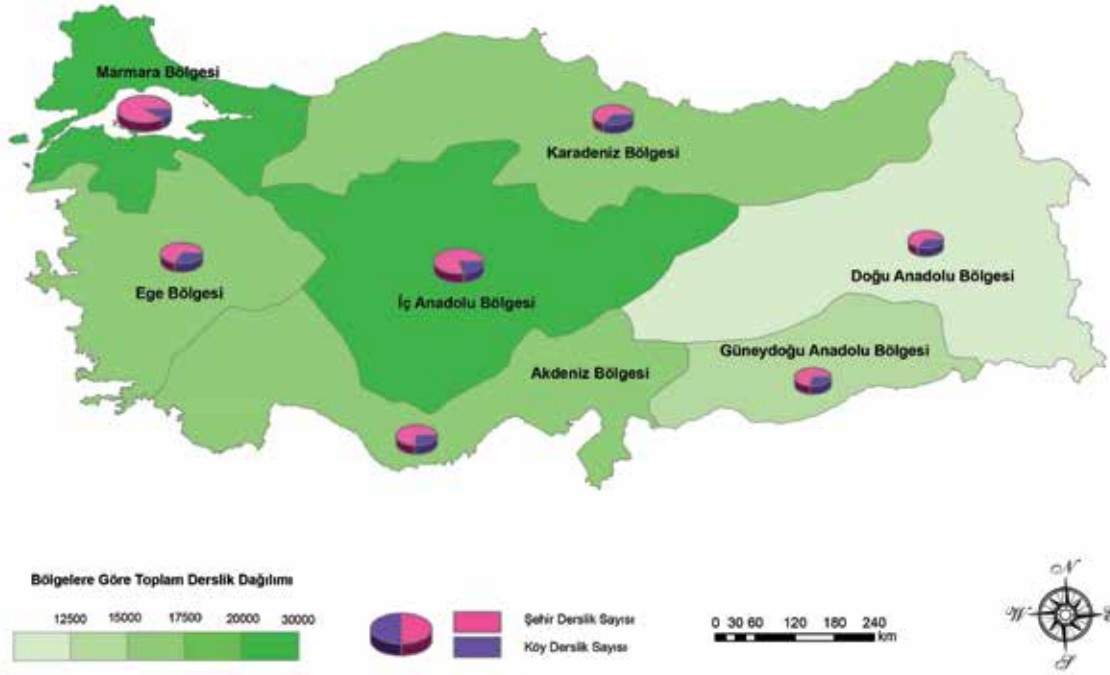 Marmara Bölgesi
Karadeniz Bölgesi
Ege Bölgesi
İç Anadolu Bölgesi
Doğu Anadolu Bölgesi
Güneydoğu Anadolu Bölgesi
Akdeniz Bölgesi
Bölgelere Göre Toplam Derslik Dağılımı
12500 15000 17500 20000 30000
Şehir Derslik Sayısı
Köy Derslik Sayısı
0 30 60 120 180 240
km
N
W E
S